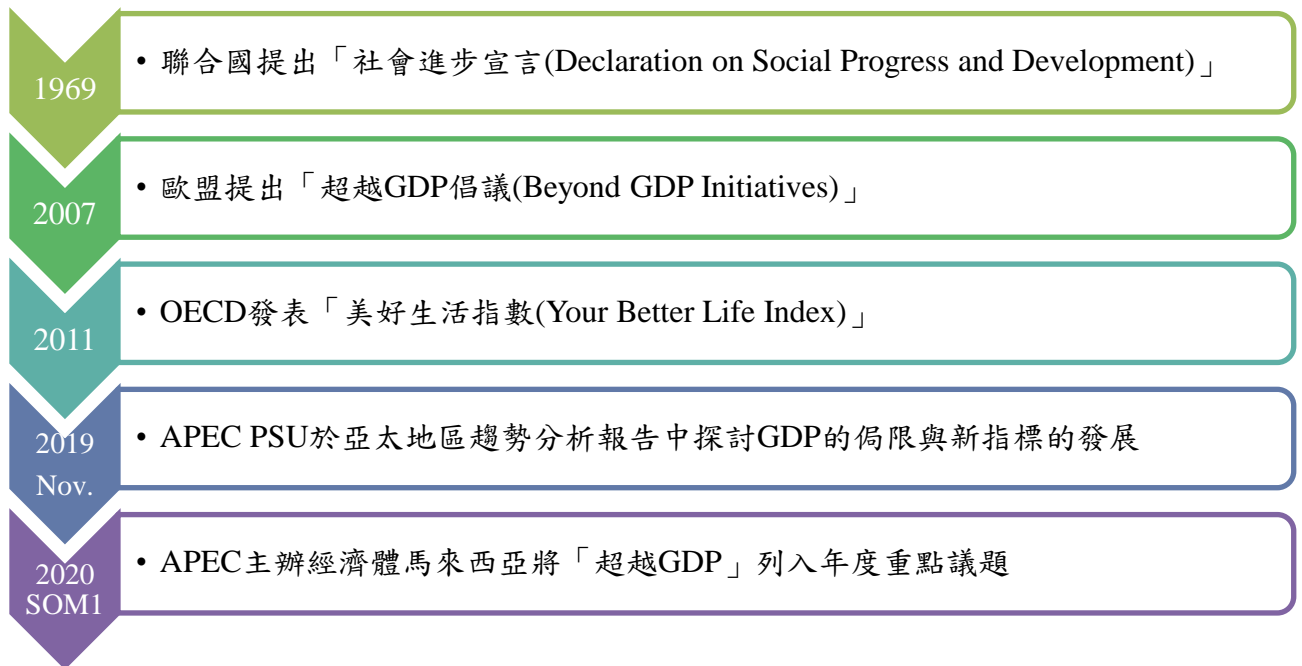 1969
• 聯合國提出「社會進步宣言(Declaration on Social Progress and Development)」
2007
• 歐盟提出「超越GDP倡議(Beyond GDP Initiatives)」
2011
• OECD發表「美好生活指數(Your Better Life Index)」
2019
Nov.
• APEC PSU於亞太地區趨勢分析報告中探討GDP的侷限與新指標的發展
2020
SOM1
• APEC主辦經濟體馬來西亞將「超越GDP」列入年度重點議題